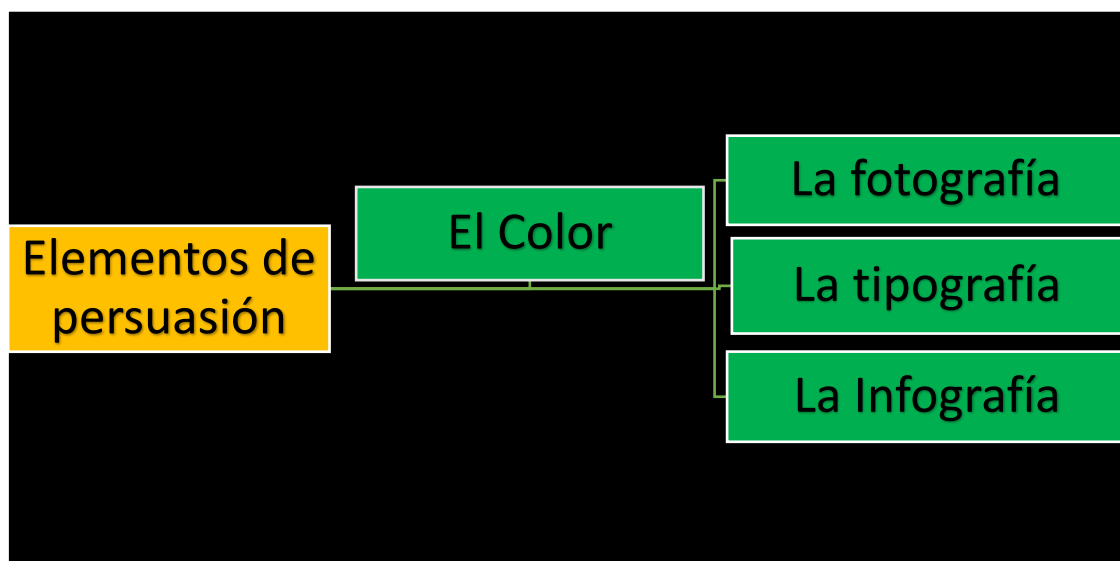 Elementos de
persuasión
El Color
La fotografía
La tipografía
La Infografía